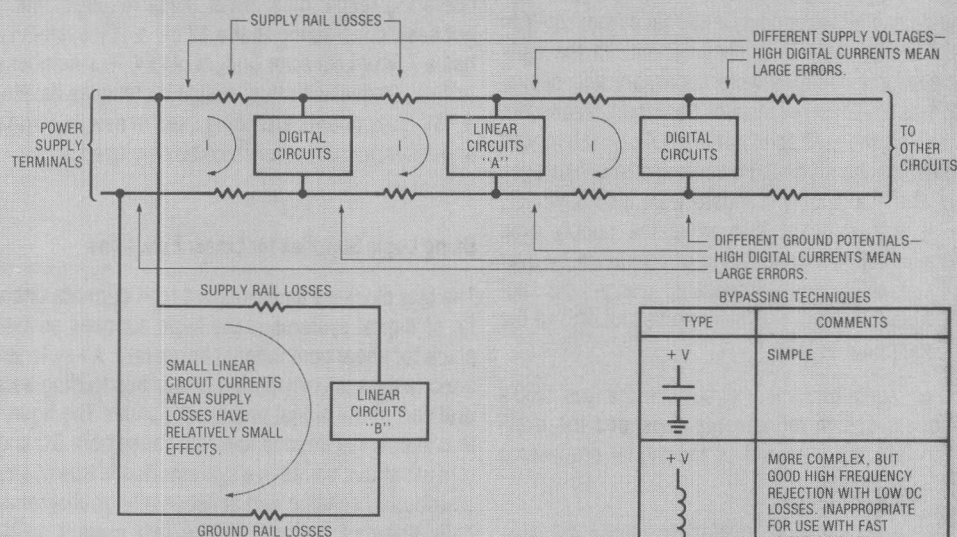 SUPPLY RAIL LOSSES
DIFFERENT SUPPLY VOLTAGES—
HIGH DIGITAL CURRENTS MEAN
LARGE ERRORS.
POWER
SUPPLY
TERMINALS
I
DIGITAL
CIRCUITS
I
LINEAR
CIRCUITS
"A"
I
DIGITAL
CIRCUITS
TO
OTHER
CIRCUITS
DIFFERENT GROUND POTENTIALS—
HIGH DIGITAL CURRENTS MEAN
LARGE ERRORS.
SUPPLY RAIL LOSSES
SMALL LINEAR
CIRCUIT CURRENTS
MEAN SUPPLY
LOSSES HAVE
RELATIVELY SMALL
EFFECTS.
LINEAR
CIRCUITS
"B"
GROUND RAIL LOSSES
BYPASSING TECHNIQUES
TYPE COMMENTS
+ V SIMPLE
+ V MORE COMPLEX, BUT
GOOD HIGH FREQUENCY
REJECTION WITH LOW DC
LOSSES. INAPPROPRIATE
FOR USE WITH FAST